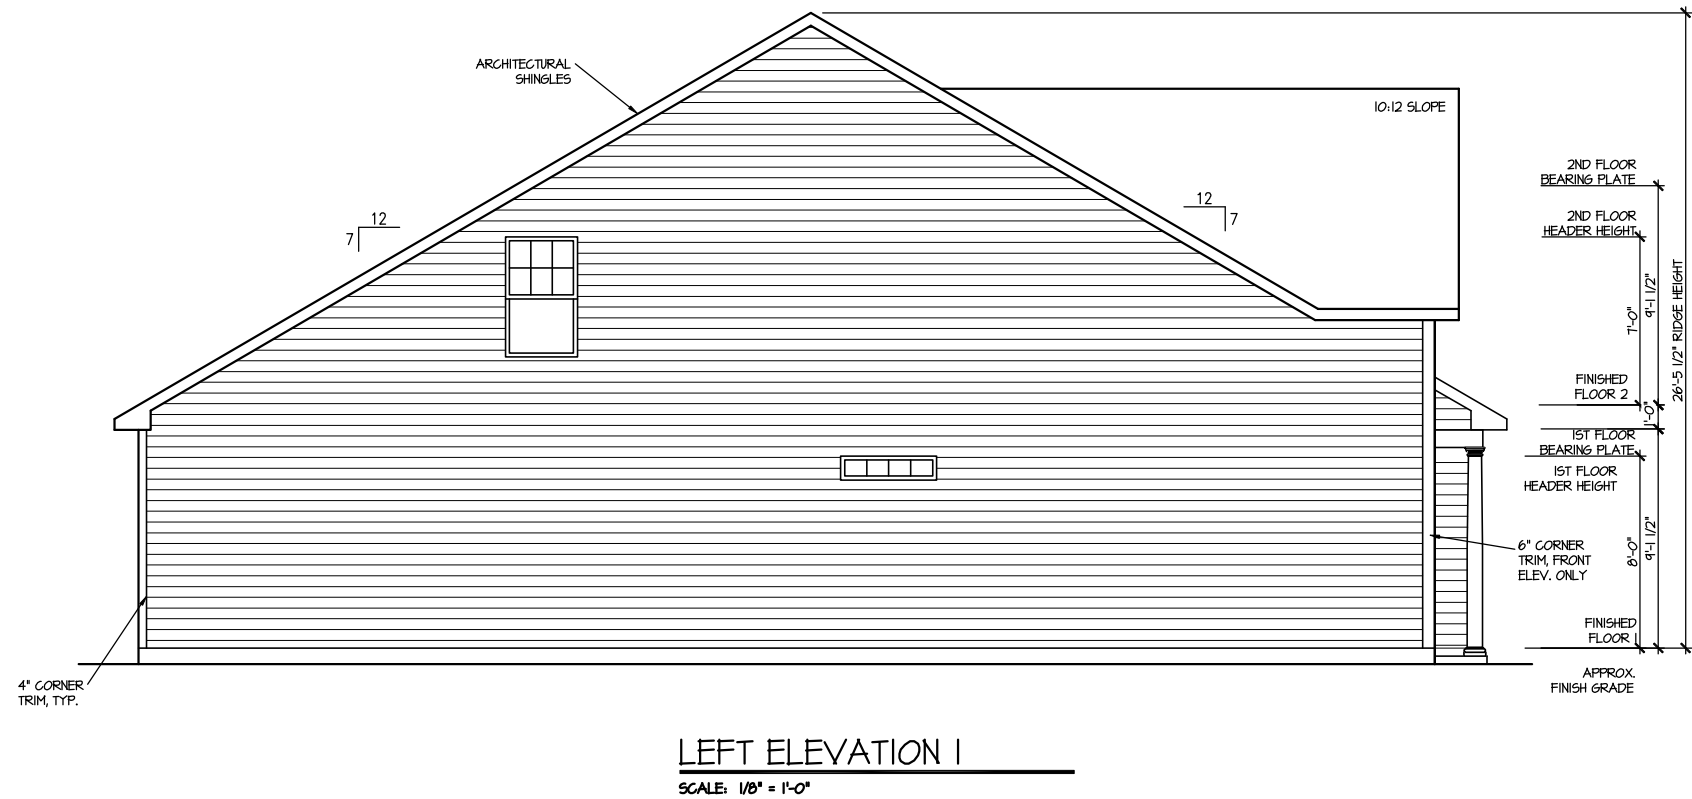 ARCHITECTURAL
SHINGLES
10:12 SLOPE
2ND FLOOR
BEARING PLATE
12
7
12
7
2ND FLOOR
HEADER HEIGHT
7'-0"
9'-1 1/2"
26'-5 1/2" RIDGE HEIGHT
FINISHED
FLOOR 2
1'-0"
1ST FLOOR
BEARING PLATE
1ST FLOOR
HEADER HEIGHT
8'-0"
9'-1 1/2"
6" CORNER
TRIM, FRONT
ELEV. ONLY
FINISHED
FLOOR 1
APPROX.
FINISH GRADE
4" CORNER
TRIM, TYP.
LEFT ELEVATION 1
SCALE: 1/8" = 1'-0"